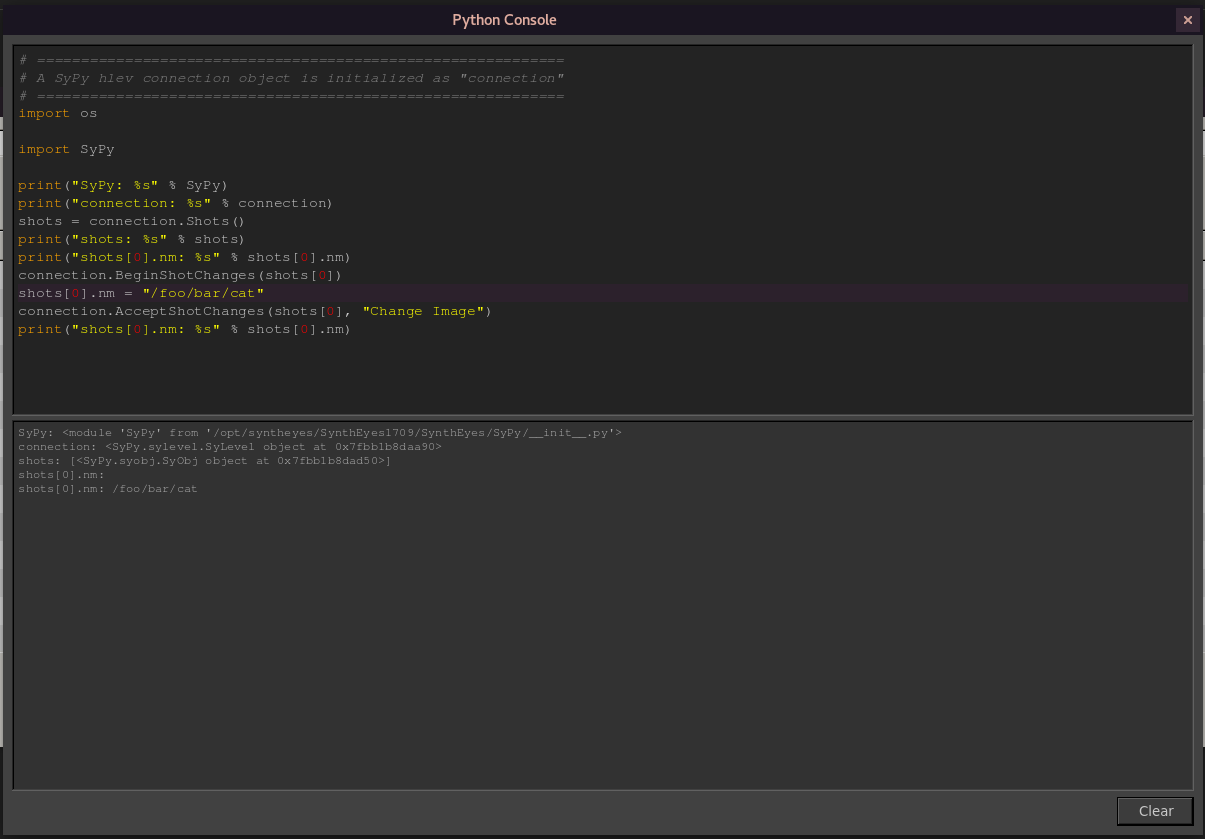 Python Console
# ============================================================
# A SyPy hlev connection object is initialized as "connection"
# ============================================================
import os
import SyPy
print("SyPy: %s" % SyPy)
print("connection: %s" % connection)
shots = connection.Shots()
print("shots: %s" % shots)
print("shots[0].nm: %s" % shots[0].nm)
connection.BeginShotChanges(shots[0])
shots[0].nm = "/foo/bar/cat"
connection.AcceptShotChanges(shots[0], "Change Image")
print("shots[0].nm: %s" % shots[0].nm)
SyPy: <module 'SyPy' from '/opt/syntheyes/SynthEyes1709/SynthEyes/SyPy/__init__.py'>
connection: <SyPy.sylevel.SyLevel object at 0x7fbb1b8daa90>
shots: [<SyPy.syobj.SyObj object at 0x7fbb1b8dad50>]
shots[0].nm:
shots[0].nm: /foo/bar/cat
Clear